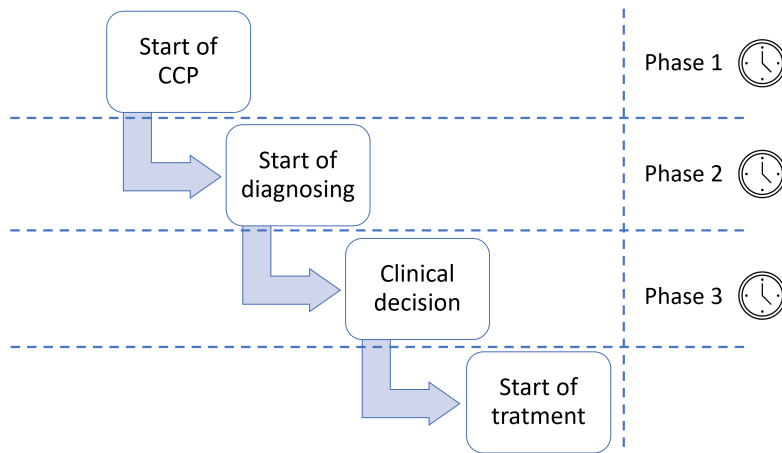 Start of
CCP
Phase 1
Start of
diagnosing
Phase 2
Clinical
decision
Phase 3
Start of
tratment